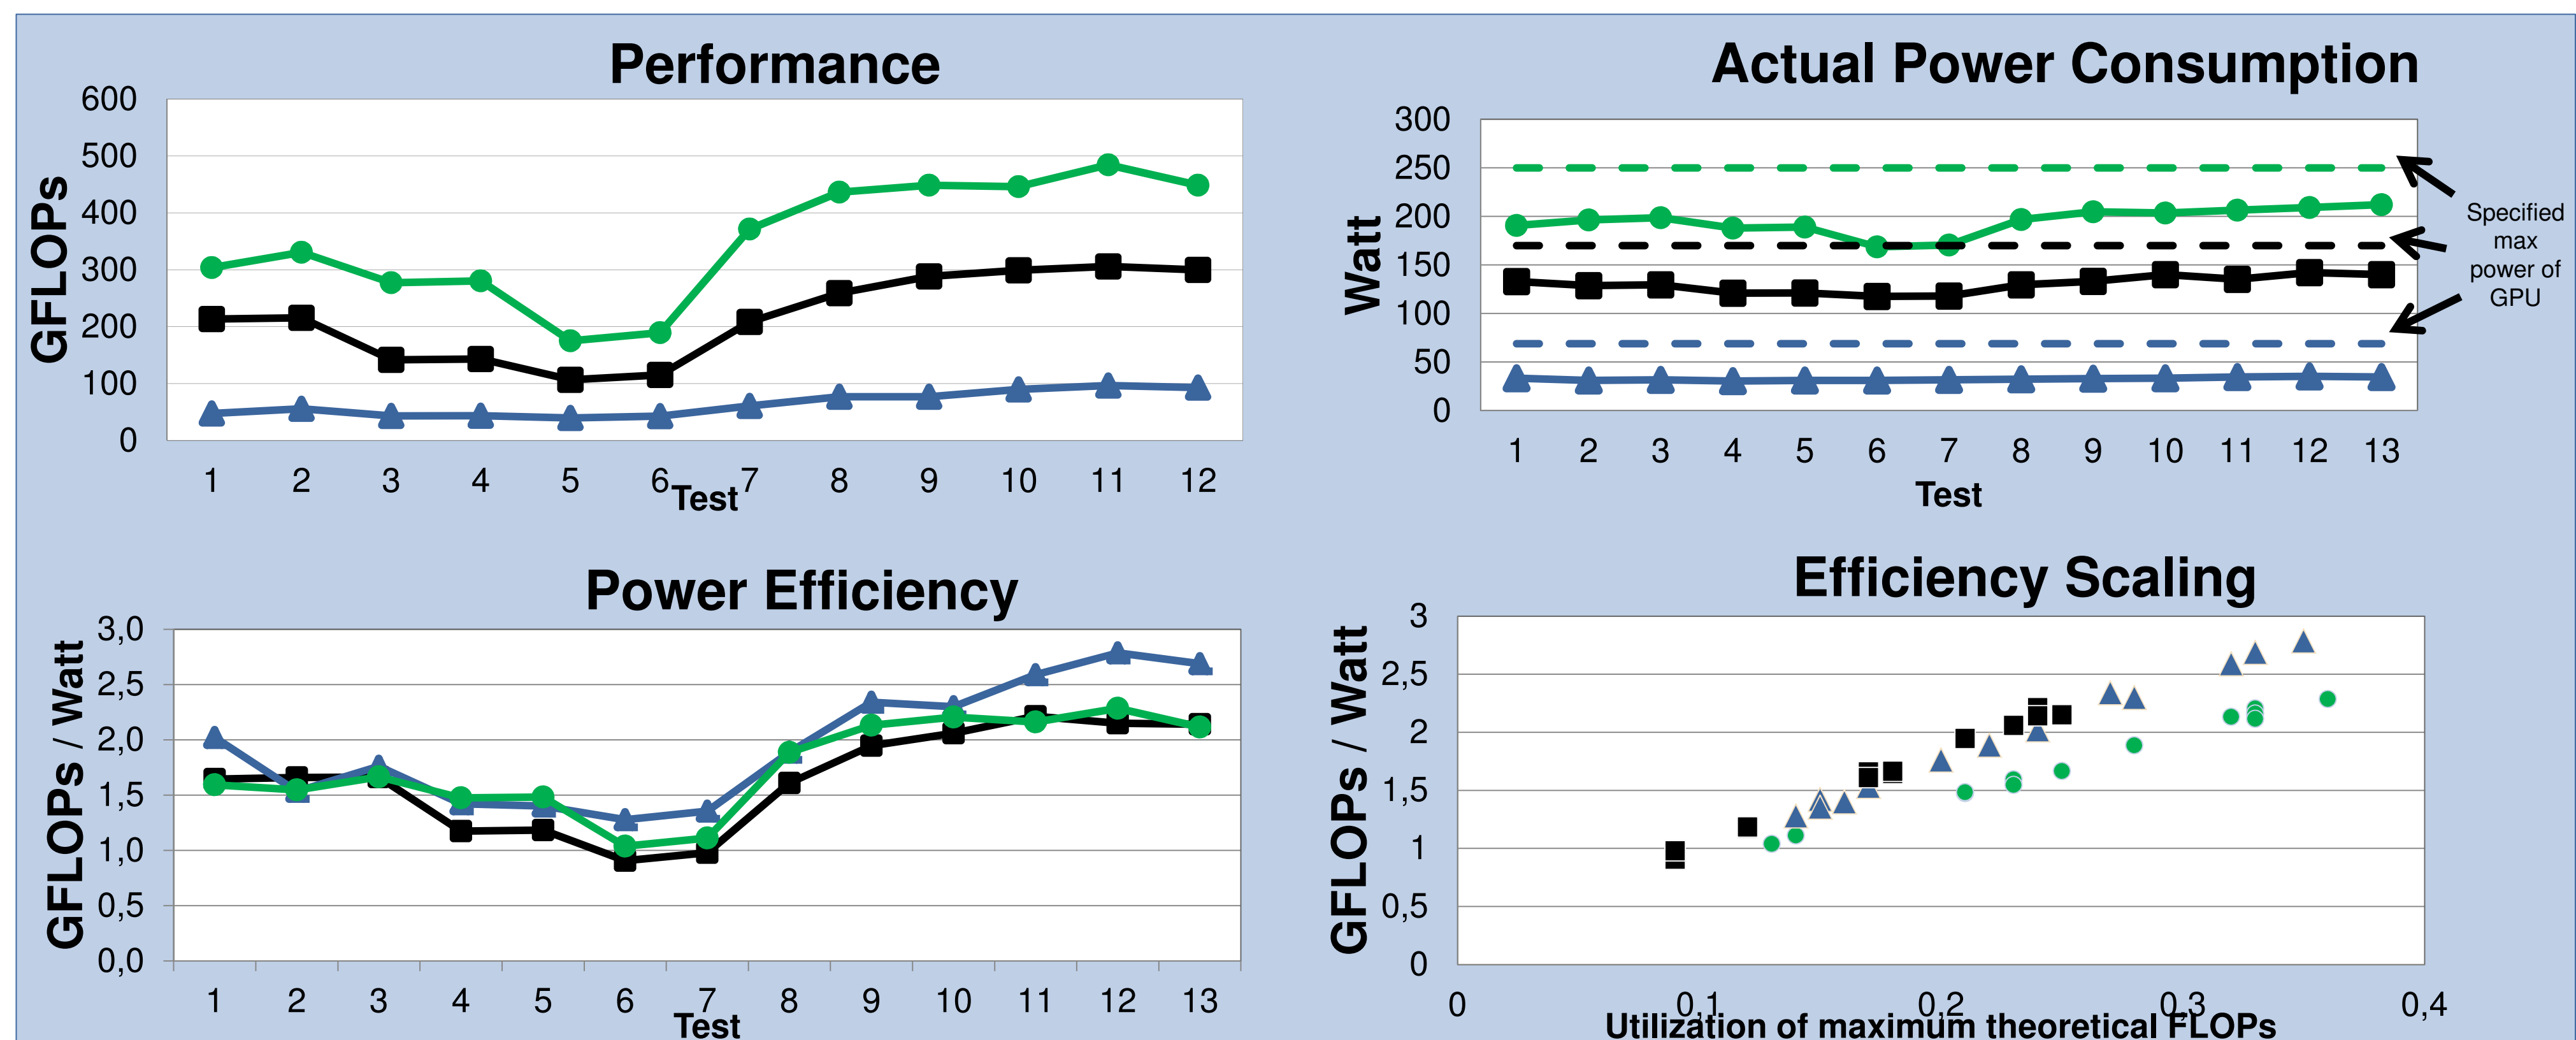 Performance
600
500
400
300
200
100
0
GFLOPs
1 2 3 4 5 6 7 8 9 10 11 12
Test
Actual Power Consumption
300
250
200
150
100
50
0
Watt
1 2 3 4 5 6 7 8 9 10 11 12 13
Test
Specified
max
power of
GPU
Power Efficiency
3,0
2,5
2,0
1,5
1,0
0,5
0,0
GFLOPs / Watt
1 2 3 4 5 6 7 8 9 10 11 12 13
Test
Efficiency Scaling
3
2,5
2
1,5
1
0,5
0
GFLOPs / Watt
0 0,1 0,2 0,3 0,4
Utilization of maximum theoretical FLOPs